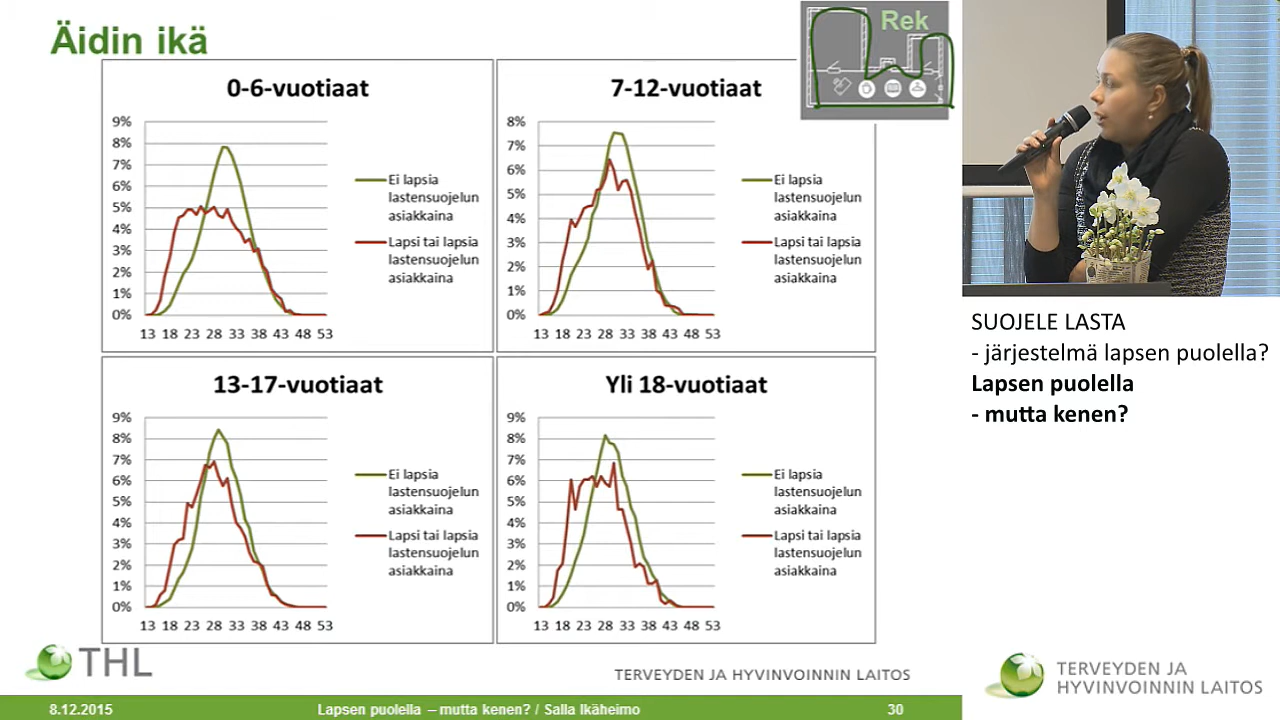 Äidin ikä
Rek
0-6-vuotiaat
9%
8%
7%
6%
5%
4%
3%
2%
1%
0%
13 18 23 28 33 38 43 48 53
Ei lapsia
lastensuojelun
asiakkaina
Lapsi tai lapsia
lastensuojelun
asiakkaina
7-12-vuotiaat
8%
7%
6%
5%
4%
3%
2%
1%
0%
13 18 23 28 33 38 43 48 53
Ei lapsia
lastensuojelun
asiakkaina
Lapsi tai lapsia
lastensuojelun
asiakkaina
13-17-vuotiaat
9%
8%
7%
6%
5%
4%
3%
2%
1%
0%
13 18 23 28 33 38 43 48 53
Ei lapsia
lastensuojelun
asiakkaina
Lapsi tai lapsia
lastensuojelun
asiakkaina
Yli 18-vuotiaat
9%
8%
7%
6%
5%
4%
3%
2%
1%
0%
13 18 23 28 33 38 43 48 53
Ei lapsia
lastensuojelun
asiakkaina
Lapsi tai lapsia
lastensuojelun
asiakkaina
THL
TERVEYDEN JA HYVINVOINNIN LAITOS
8.12.2015 Lapsen puolella – mutta kenen? / Salla Ikäheimo 30
SUOJELE LASTA
- järjestelmä lapsen puolella?
Lapsen puolella
- mutta kenen?
TERVEYDEN JA
HYVINVOINNIN LAITOS